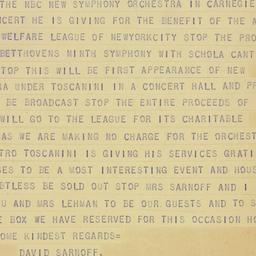 THE NBC NEW SYMPHONY ORCHESTRA IN CARNEGIE
CERT HE IS GIVING FOR THE BENEFIT OF THE A
WELFARE LEAGUE OF NEWYORKCITY STOP THE PRO
BETTHOVENS NINTH SYMPHONY WITH SCHOLA CANT
TOP THIS WILL BE FIRST APPEARANCE OF NEW
RA UNDER TOSCANINI IN A CONCERT HALL AND PR
BE BROADCAST STOP THE ENTIRE PROCEEDS OF
WILL GO TO THE LEAGUE FOR ITS CHARITABLE
AS WE ARE MAKING NO CHARGE FOR THE ORCHEST
TRO TOSCANINI IS GIVING HIS SERVICES GRATI
SES TO BE A MOST INTERESTING EVENT AND HOUS
BTLESS BE SOLD OUT STOP MRS SARNOFF AND I
U AND MRS LEHMAN TO BE OUR GUESTS AND TO S
E BOX WE HAVE RESERVED FOR THIS OCCASION HO
OME KINDEST REGARDS=
DAVID SARNOFF.